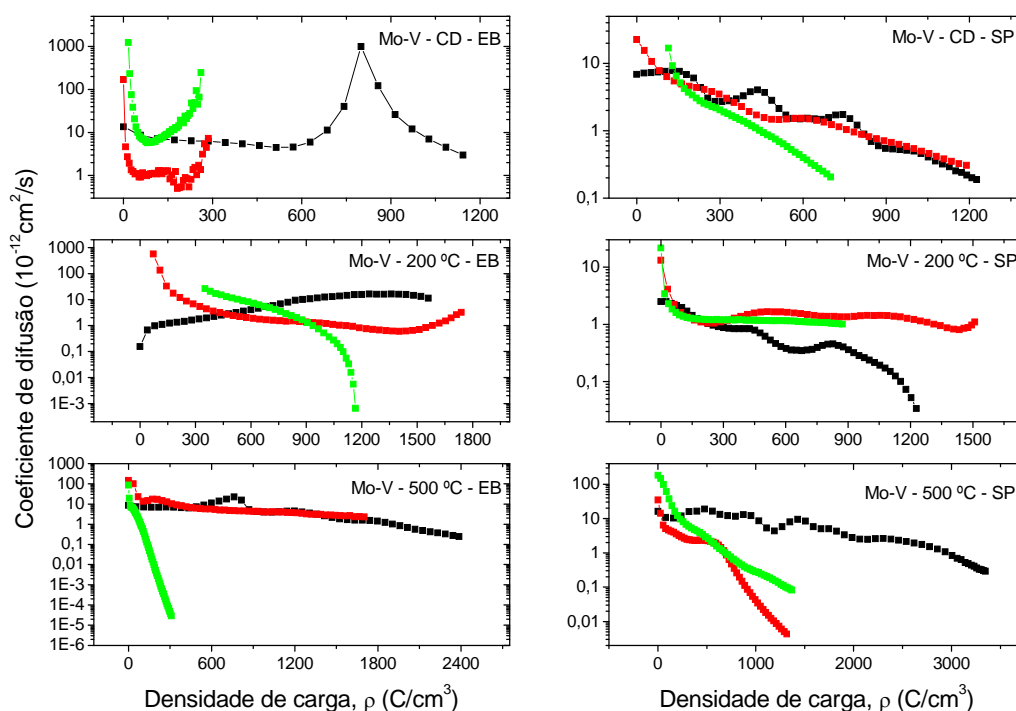 Mo-V - CD - EB
1000
100
10
1
0 300 600 900 1200
Mo-V - CD - SP
10
1
0,1
0 300 600 900 1200
Coeficiente de difusão (10⁻¹²cm²/s)
Mo-V - 200 ºC - EB
1000
100
10
1
0,1
0,01
1E-3
0 300 600 900 1200 1500 1800
Mo-V - 200 ºC - SP
10
1
0,1
0 300 600 900 1200 1500
Mo-V - 500 ºC - EB
1000
100
10
1
0,1
0,01
1E-3
1E-4
1E-5
1E-6
0 600 1200 1800 2400
Mo-V - 500 ºC - SP
100
10
1
0,1
0,01
0 1000 2000 3000
Densidade de carga, ρ (C/cm³)
Densidade de carga, ρ (C/cm³)